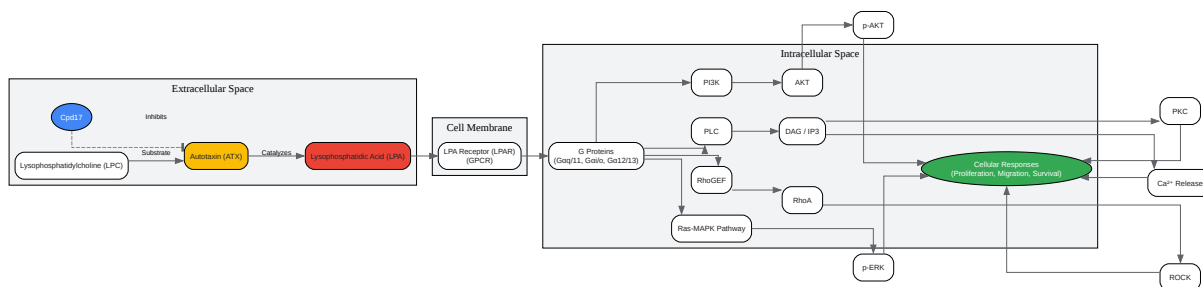 p-AKT
Intracellular Space
Extracellular Space
PI3K
AKT
Cpd17
Inhibits
PKC
Cell Membrane
PLC
DAG / IP3
Lysophosphatidylcholine (LPC)
Substrate
Autotaxin (ATX)
Catalyzes
Lysophosphatidic Acid (LPA)
LPA Receptor (LPAR)
(GPCR)
G Proteins
(Gαq/11, Gαi/o, Gα12/13)
Cellular Responses
(Proliferation, Migration, Survival)
RhoGEF
Ca²⁺ Release
RhoA
Ras-MAPK Pathway
p-ERK
ROCK